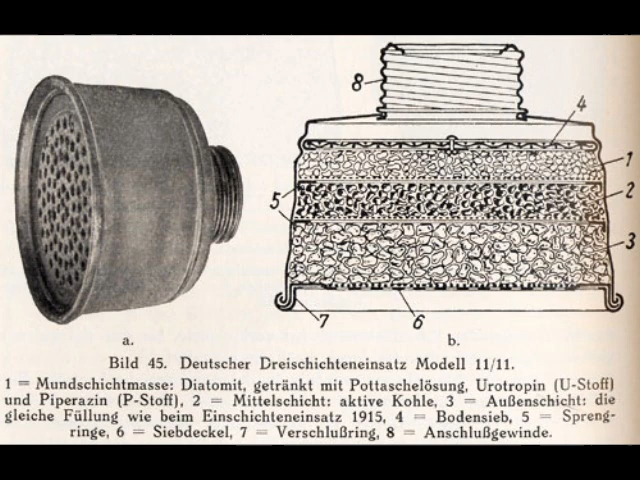 8
4
1
2
5
3
7
6
a.
b.
Bild 45. Deutscher Dreischichteneinsatz Modell 11/11.
1 = Mundschichtmasse: Diatomit, getränkt mit Pottaschelösung, Urotropin (U-Stoff)
und Piperazin (P-Stoff), 2 = Mittelschicht: aktive Kohle, 3 = Außenschicht: die
gleiche Füllung wie beim Einschichteneinsatz 1915, 4 = Bodensieb, 5 = Spreng-
ringe, 6 = Siebdeckel, 7 = Verschlußring, 8 = Anschlußgewinde.